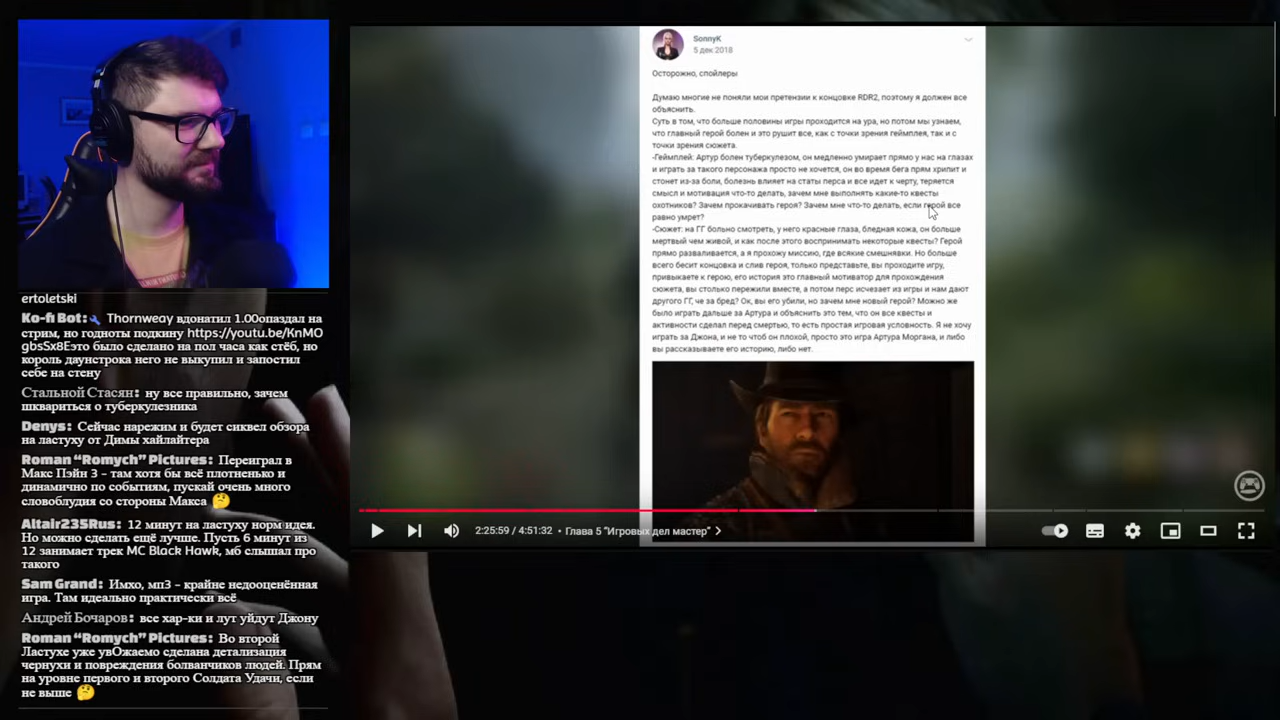 ertoletski
Ko-fi Bot: Thornweay вдонатил 1.00опаздал на
стрим, но годноты подкину https://youtu.be/KnMO
gbsSx8Eэто было сделано на пол часа как стёб, но
король даунстрока него не выкупил и запостил
себе на стену
Стальной Стасян: ну все правильно, зачем
шквариться о туберкулезника
Denys: Сейчас нарежим и будет сиквел обзора
на ластуху от Димы хайлайтера
Roman “Romych” Pictures: Переиграл в
Макс Пэйн 3 - там хотя бы всё плотненько и
динамично по событиям, пускай очень много
словоблудия со стороны Макса 🤔
Altair235Rus: 12 минут на ластуху норм идея.
Но можно сделать ещё лучше. Пусть 6 минут из
12 занимает трек MC Black Hawk, мб слышал про
такого
Sam Grand: Имхо, мп3 - крайне недооценённая
игра. Там идеально практически всё
Андрей Бочаров: все хар-ки и лут уйдут Джону
Roman “Romych” Pictures: Во второй
Ластухе уже увОжаемо сделана детализация
чернухи и повреждения болванчиков людей. Прям
на уровне первого и второго Солдата Удачи, если
не выше 🤔
SonnyK
5 дек 2018
Осторожно, спойлеры
Думаю многие не поняли мои претензии к концовке RDR2, поэтому я должен все
объяснить.
Суть в том, что больше половины игры проходится на ура, но потом мы узнаем,
что главный герой болен и это рушит все, как с точки зрения геймплея, так и с
точки зрения сюжета.
-Геймплей: Артур болен туберкулезом, он медленно умирает прямо у нас на глазах
и играть за такого персонажа просто не хочется, он во время бега прям хрипит и
стонет из-за боли, болезнь влияет на статы перса и все идет к черту, теряется
смысл и мотивация что-то делать, зачем мне выполнять какие-то квесты
охотников? Зачем прокачивать героя? Зачем мне что-то делать, если герой все
равно умрет?
-Сюжет: на ГГ больно смотреть, у него красные глаза, бледная кожа, он больше
мертвый чем живой, и как после этого воспринимать некоторые квесты? Герой
прямо разваливается, а я прохожу миссию, где всякие смешнявки. Но больше
всего бесит концовка и слив героя, только представьте, вы проходите игру,
привыкаете к герою, его история это главный мотиватор для прохождения
сюжета, вы столько пережили вместе, а потом перс исчезает из игры и нам дают
другого ГГ, че за бред? Ок, вы его убили, но зачем мне новый герой? Можно же
было играть дальше за Артура и объяснить это тем, что он все квесты и
активности сделал перед смертью, то есть простая игровая условность. Я не хочу
играть за Джона, и не то чтоб он плохой, просто это игра Артура Моргана, и либо
вы рассказываете его историю, либо нет.
2:25:59 / 4:51:32 • Глава 5 “Игровых дел мастер”